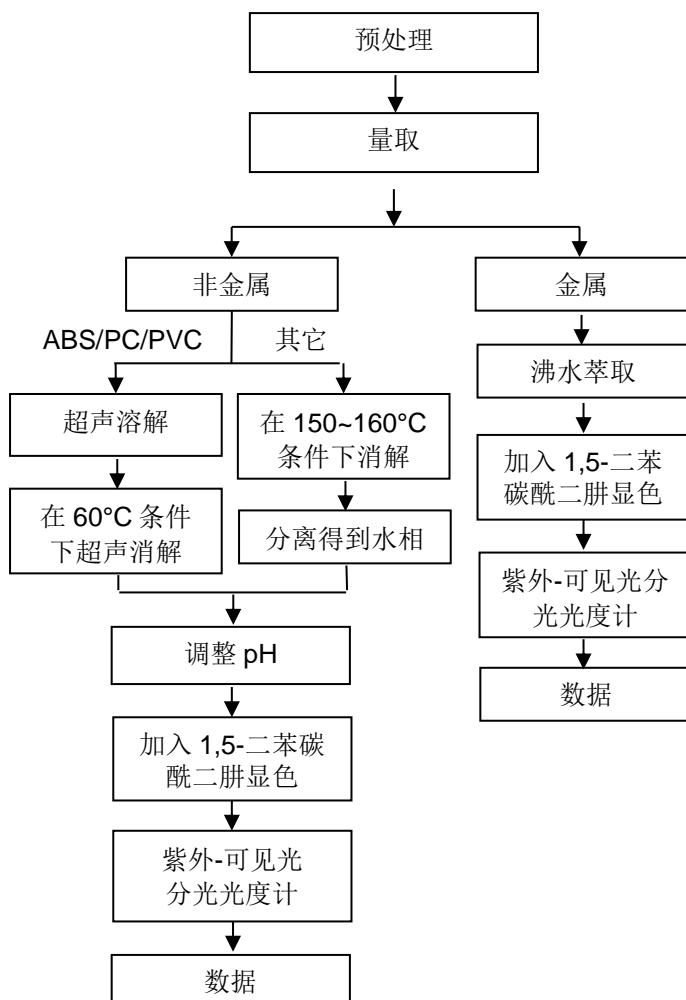 预处理
量取
非金属
金属
ABS/PC/PVC
其它
沸水萃取
超声溶解
在 150~160°C
条件下消解
加入 1,5-二苯
碳酰二肼显色
在 60°C 条件
下超声消解
分离得到水相
紫外-可见光分
光光度计
调整 pH
数据
加入 1,5-二苯碳
酰二肼显色
紫外-可见光
分光光度计
数据